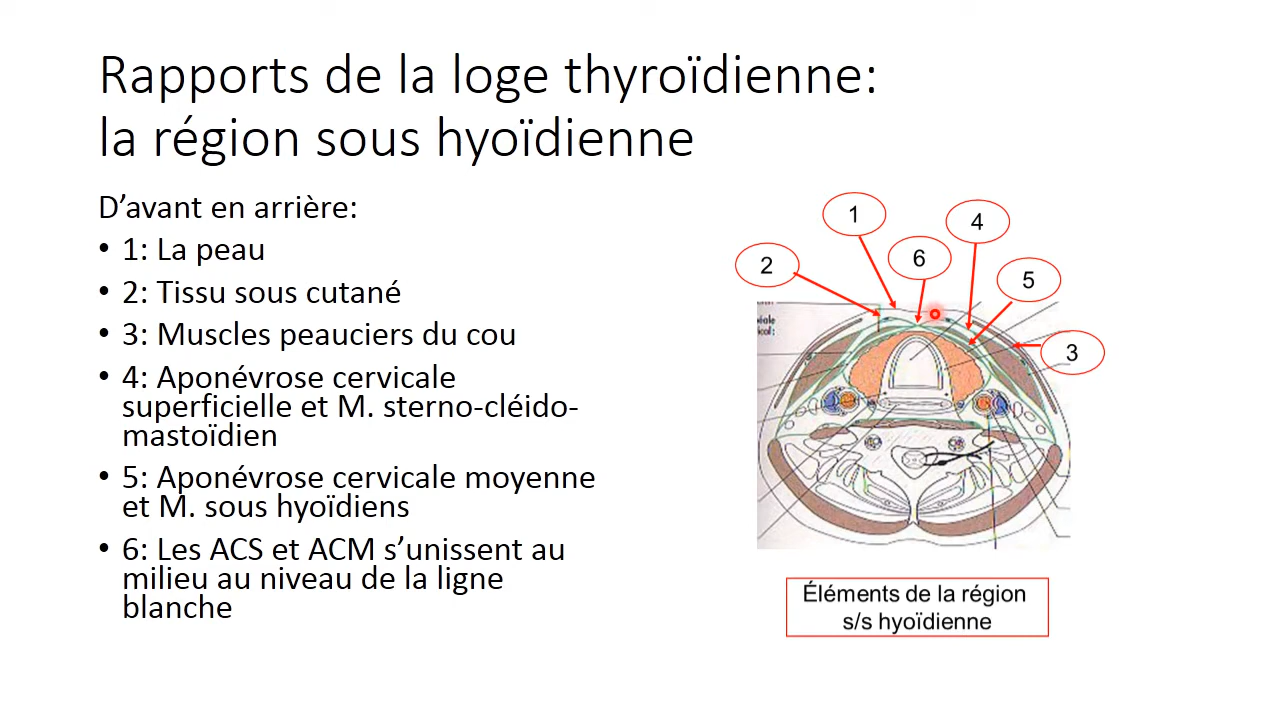 Rapports de la loge thyroïdienne:
la région sous hyoïdienne
D’avant en arrière:
• 1: La peau
• 2: Tissu sous cutané
• 3: Muscles peauciers du cou
• 4: Aponévrose cervicale
superficielle et M. sterno-cléido-
mastoïdien
• 5: Aponévrose cervicale moyenne
et M. sous hyoïdiens
• 6: Les ACS et ACM s’unissent au
milieu au niveau de la ligne
blanche
1
4
6
2
5
3
Éléments de la région
s/s hyoïdienne